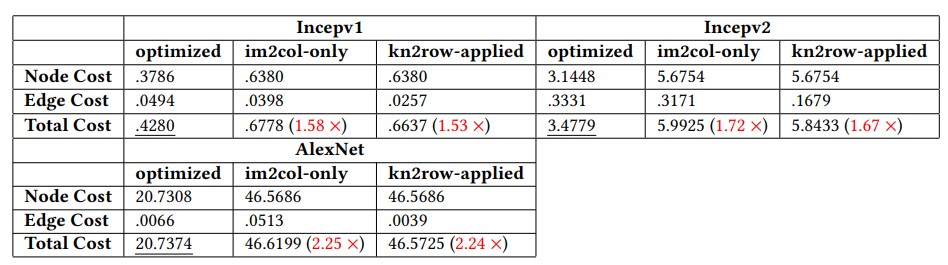 Incepv1 Incepv2
optimized im2col-only kn2row-applied optimized im2col-only kn2row-applied
Node Cost .3786 .6380 .6380 3.1448 5.6754 5.6754
Edge Cost .0494 .0398 .0257 .3331 .3171 .1679
Total Cost .4280 .6778 (1.58 ×) .6637 (1.53 ×) 3.4779 5.9925 (1.72 ×) 5.8433 (1.67 ×)
AlexNet
optimized im2col-only kn2row-applied
Node Cost 20.7308 46.5686 46.5686
Edge Cost .0066 .0513 .0039
Total Cost 20.7374 46.6199 (2.25 ×) 46.5725 (2.24 ×)